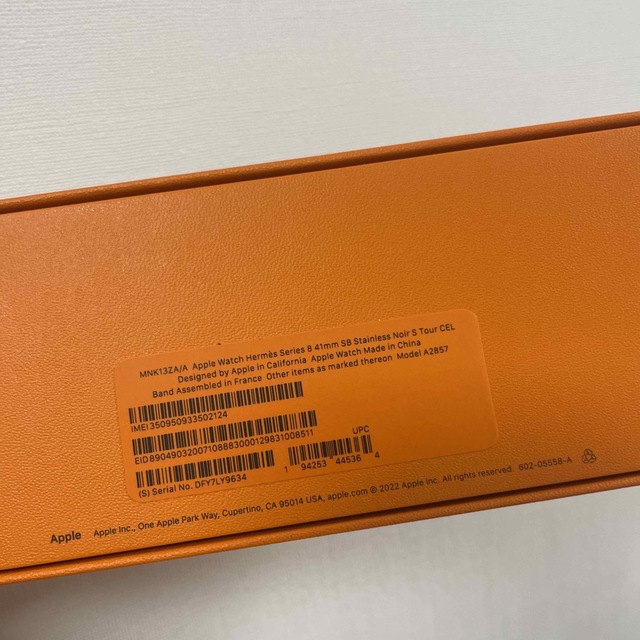 MNK13ZA/A Apple Watch Hermès Series 8 41mm SB Stainless Noir S Tour CEL
Designed by Apple in California Apple Watch Made in China
Band Assembled in France Other items as marked thereon Model A2857
IMEI 350950933502124
EID 89049032007108883000129831008511
UPC
(S) Serial No. DFY7LY9634
1 94253 44536 4
Apple Apple Inc., One Apple Park Way, Cupertino, CA 95014 USA, apple.com © 2022 Apple Inc. All rights reserved. 602-05558-A